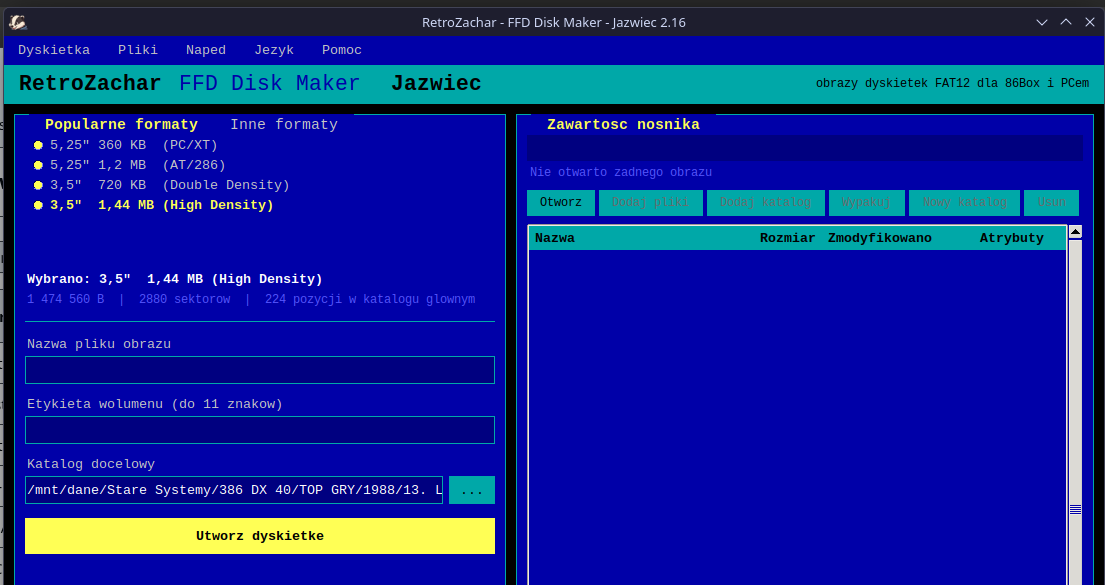 RetroZachar - FFD Disk Maker - Jazwiec 2.16
Dyskietka Pliki Naped Jezyk Pomoc
RetroZachar FFD Disk Maker Jazwiec
obrazy dyskietek FAT12 dla 86Box i PCem
Popularne formaty Inne formaty
5,25" 360 KB (PC/XT)
5,25" 1,2 MB (AT/286)
3,5" 720 KB (Double Density)
3,5" 1,44 MB (High Density)
Wybrano: 3,5" 1,44 MB (High Density)
1 474 560 B | 2880 sektorow | 224 pozycji w katalogu glownym
Nazwa pliku obrazu
Etykieta wolumenu (do 11 znakow)
Katalog docelowy
/mnt/dane/Stare Systemy/386 DX 40/TOP GRY/1988/13. L
...
Utworz dyskietke
Zawartosc nosnika
Nie otwarto zadnego obrazu
Otworz Dodaj pliki Dodaj katalog Wypakuj Nowy katalog Usun
Nazwa Rozmiar Zmodyfikowano Atrybuty